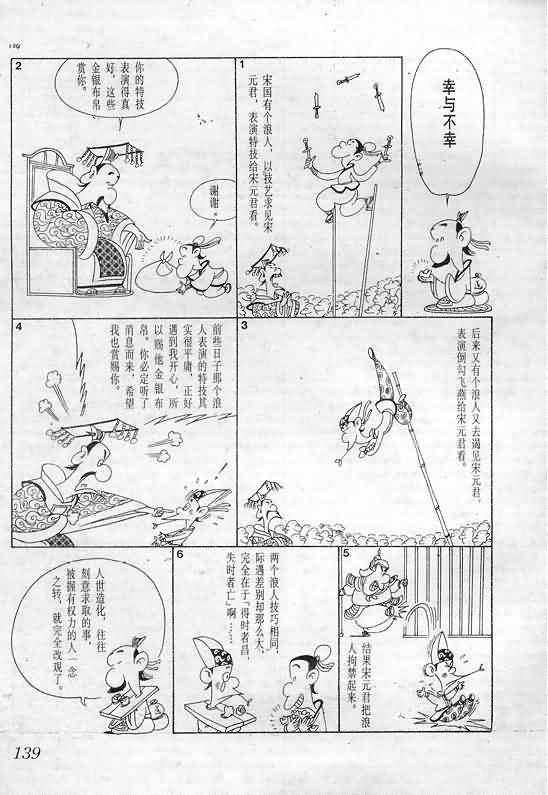 幸与不幸
1
宋国有个浪人，以技艺求见宋
元君，表演特技给宋元君看。
2
你的特技
表演得真
好，这些
金银布帛
赏你。
谢谢。
3
后来又有个浪人又去谒见宋元君，
表演倒勾飞燕给宋元君看。
4
前些日子那个浪
人表演的特技其
实很平庸，正好
遇到我开心，所
以赐他金银布
帛。你必定听了
消息而来，希望
我也赏赐你。
5
结果宋元君把浪
人拘禁起来。
6
两个浪人技巧相同，
际遇差别却那么大，
完全在于「得时者昌，
失时者亡」啊……
人世造化，往往
刻意求取的事，
被握有权力的人一念
之转，就完全改观了。
139